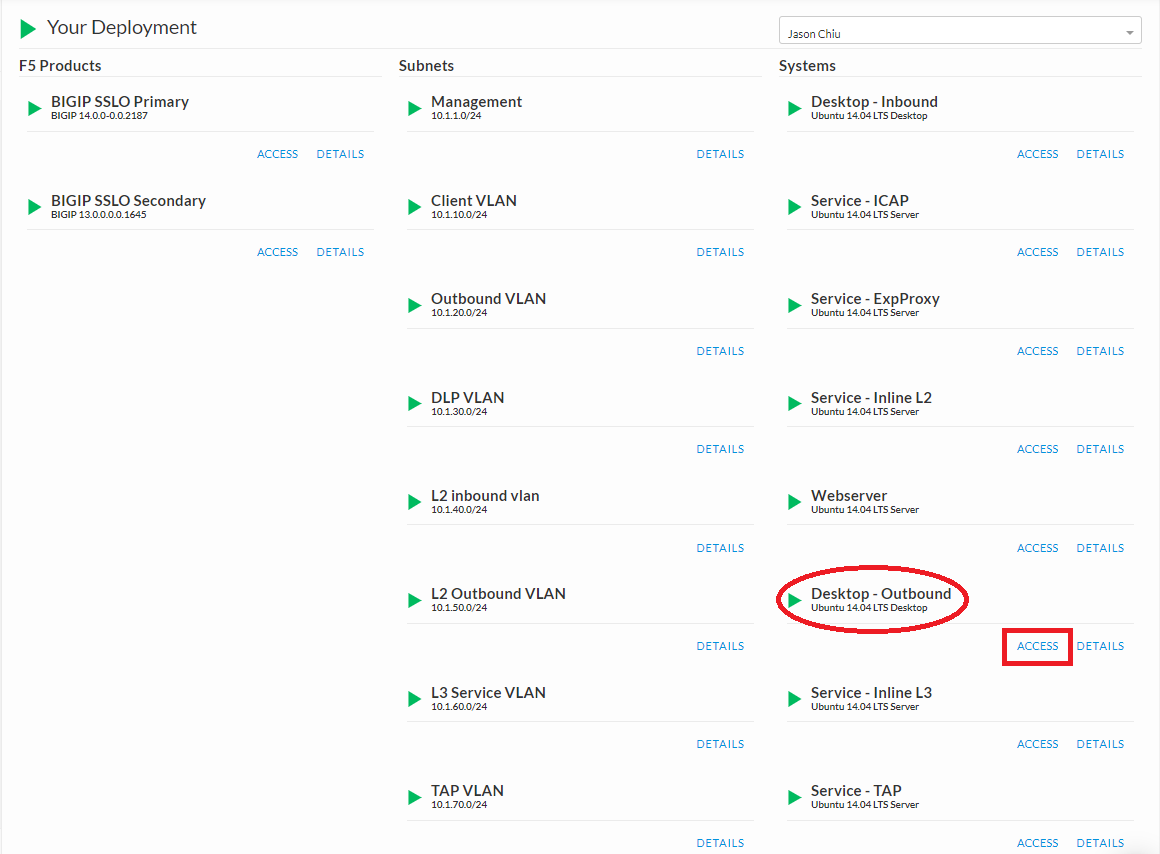 Your Deployment
Jason Chiu
F5 Products
BIGIP SSLO Primary
BIGIP 14.0.0-0.0.2187
ACCESS DETAILS
BIGIP SSLO Secondary
BIGIP 13.0.0.0.0.1645
ACCESS DETAILS
Subnets
Management
10.1.1.0/24
DETAILS
Client VLAN
10.1.10.0/24
DETAILS
Outbound VLAN
10.1.20.0/24
DETAILS
DLP VLAN
10.1.30.0/24
DETAILS
L2 inbound vlan
10.1.40.0/24
DETAILS
L2 Outbound VLAN
10.1.50.0/24
DETAILS
L3 Service VLAN
10.1.60.0/24
DETAILS
TAP VLAN
10.1.70.0/24
DETAILS
Systems
Desktop - Inbound
Ubuntu 14.04 LTS Desktop
ACCESS DETAILS
Service - ICAP
Ubuntu 14.04 LTS Server
ACCESS DETAILS
Service - ExpProxy
Ubuntu 14.04 LTS Server
ACCESS DETAILS
Service - Inline L2
Ubuntu 14.04 LTS Server
ACCESS DETAILS
Webserver
Ubuntu 14.04 LTS Server
ACCESS DETAILS
Desktop - Outbound
Ubuntu 14.04 LTS Desktop
ACCESS DETAILS
Service - Inline L3
Ubuntu 14.04 LTS Server
ACCESS DETAILS
Service - TAP
Ubuntu 14.04 LTS Server
ACCESS DETAILS